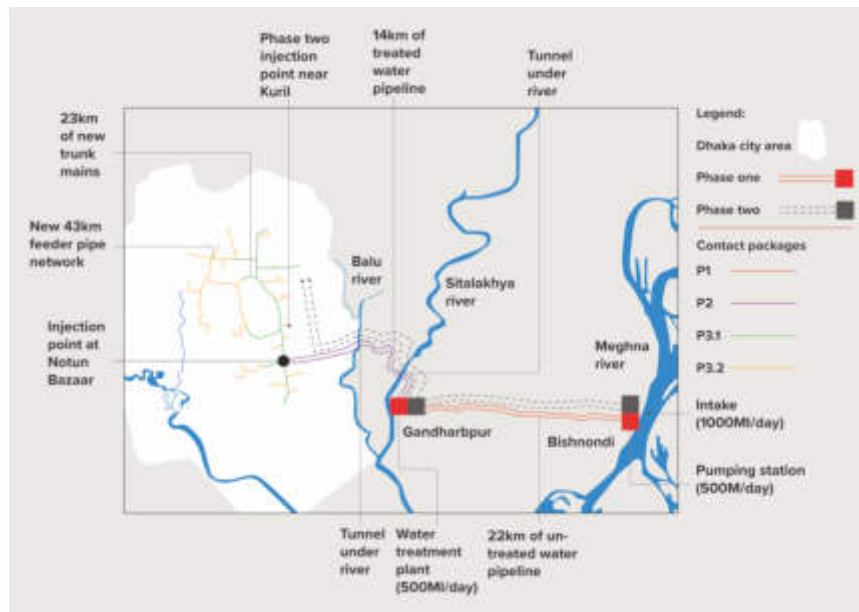 Phase two
injection
point near
Kuril
14km of
treated
water
pipeline
Tunnel
under
river
23km
of new
trunk
mains
New 43km
feeder pipe
network
Injection
point at
Notun
Bazaar
Balu
river
Sitalakhya
river
Meghna
river
Gandharbpur
Bishnondi
Tunnel
under
river
Water
treatment
plant
(500Ml/day)
22km of un-
treated water
pipeline
Legend:
Dhaka city area
Phase one
Phase two
Contact packages
P1
P2
P3.1
P3.2
Intake
(1000Ml/day)
Pumping station
(500M/day)